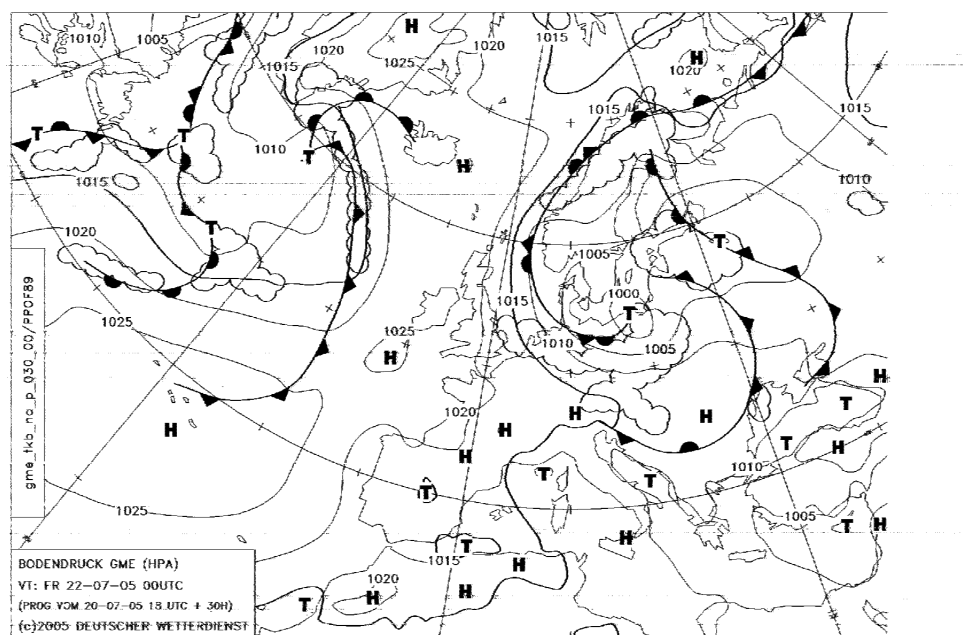 1010
1005
1020
H
1020
1015
1015
1025
H
1020
T
T
1010
T
1015
1015
H
1015
1010
T
1020
T
1005
1025
1015
1000
T
1025
H
1010
1005
H
T
H
1020
H
H
H
H
T
H
1010
1025
T
T
T
1005
T
H
H
T
1015
H
1020
H
H
T
gme_tkb_na_p_030_00//PPOF89
BODENDRUCK GME (HPA)
VT: FR 22-07-05 00UTC
(PROG VOM 20-07-05 18 UTC + 30H)
(c)2005 DEUTSCHER WETTERDIENST